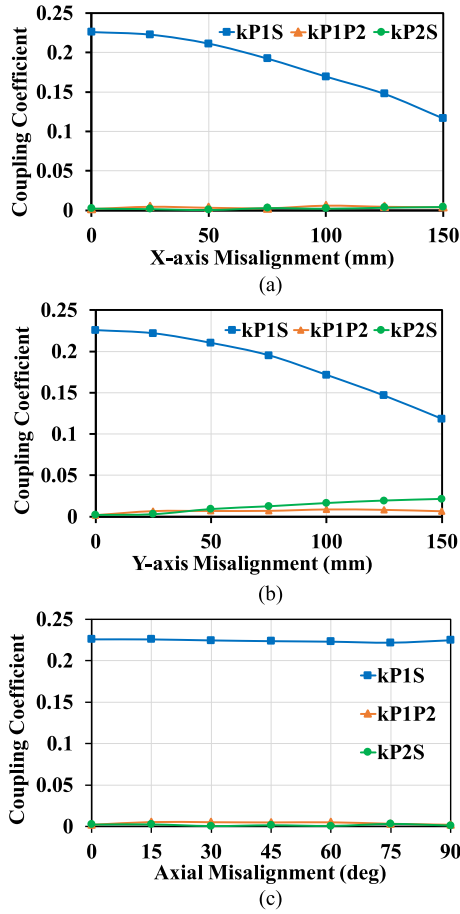 0.25
kP1S kP1P2 kP2S
0.2
0.15
0.1
0.05
0
Coupling Coefficient
0 50 100 150
X-axis Misalignment (mm)
(a)
0.25
kP1S kP1P2 kP2S
0.2
0.15
0.1
0.05
0
Coupling Coefficient
0 50 100 150
Y-axis Misalignment (mm)
(b)
0.25
0.2
kP1S
0.15
kP1P2
0.1
kP2S
0.05
0
Coupling Coefficient
0 15 30 45 60 75 90
Axial Misalignment (deg)
(c)